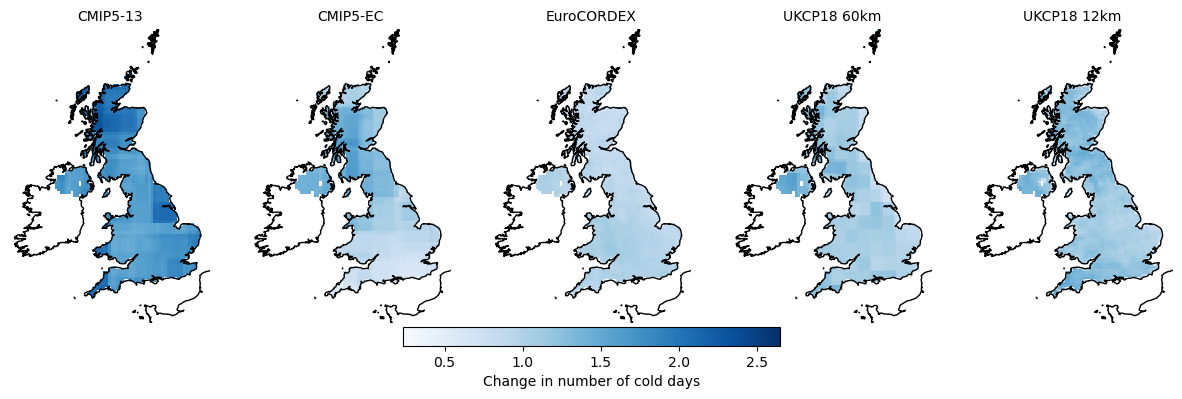 CMIP5-13
CMIP5-EC
EuroCORDEX
UKCP18 60km
UKCP18 12km
0.5 1.0 1.5 2.0 2.5
Change in number of cold days